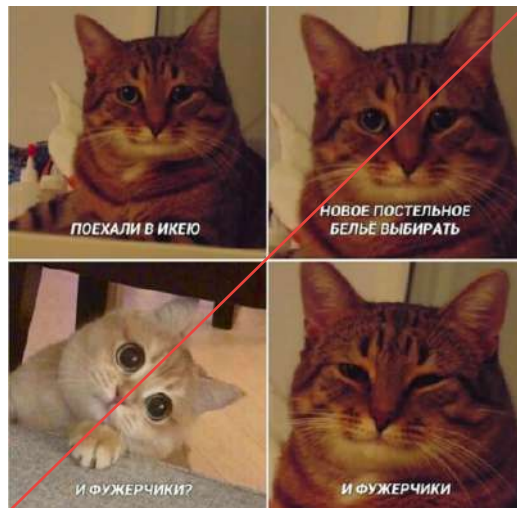 ПОЕХАЛИ В ИКЕЮ
НОВОЕ ПОСТЕЛЬНОЕ
БЕЛЬЁ ВЫБИРАТЬ
И ФУЖЕРЧИКИ?
И ФУЖЕРЧИКИ